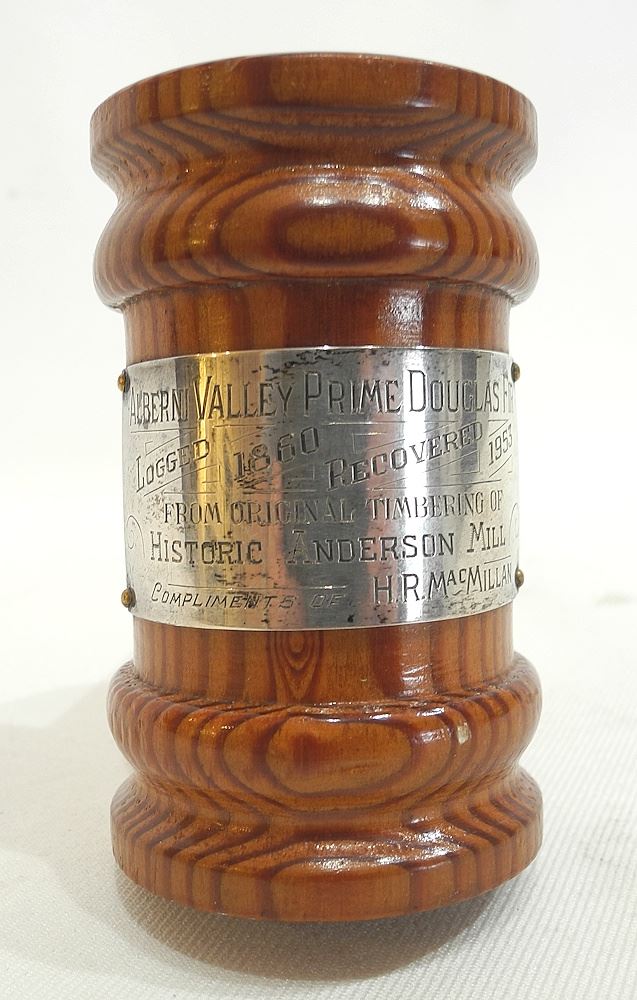 ALBERNI VALLEY PRIME DOUGLAS FIR
LOGGED 1860 RECOVERED 1953
FROM ORIGINAL TIMBERING OF
HISTORIC ANDERSON MILL
COMPLIMENTS OF H.R. MACMILLAN